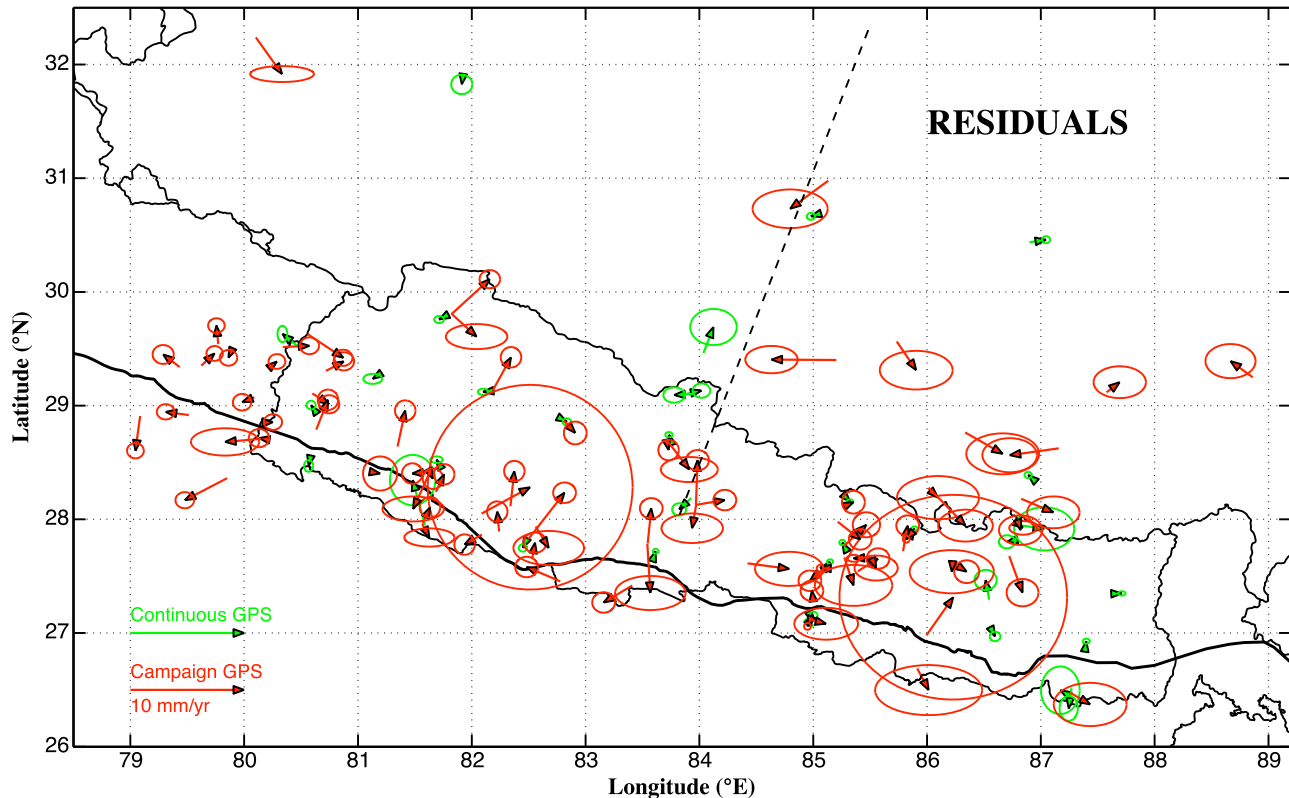 RESIDUALS
Latitude (°N)
32
31
30
29
28
27
26
Continuous GPS
Campaign GPS
10 mm/yr
79 80 81 82 83 84 85 86 87 88 89
Longitude (°E)